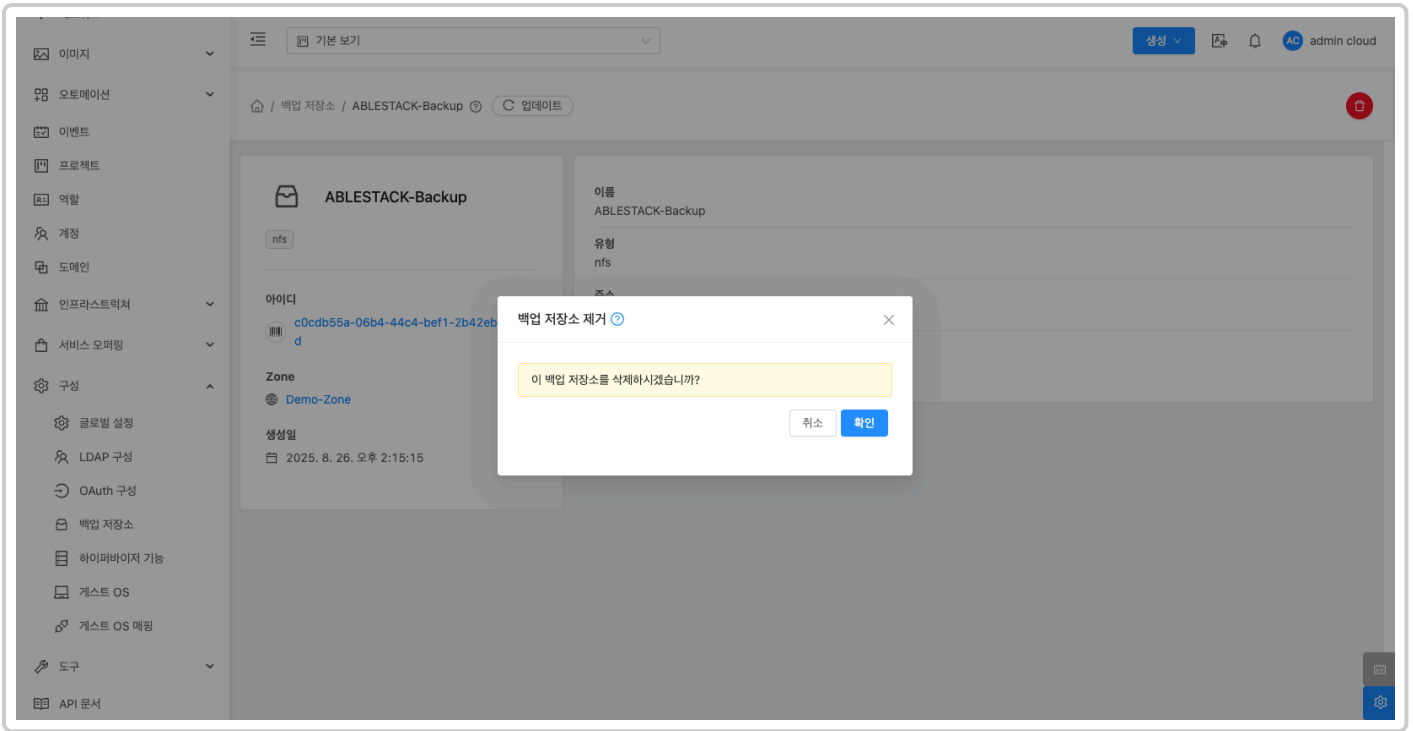 이미지
오토메이션
이벤트
프로젝트
역할
계정
도메인
인프라스트럭쳐
서비스 오퍼링
구성
글로벌 설정
LDAP 구성
OAuth 구성
백업 저장소
하이퍼바이저 기능
게스트 OS
게스트 OS 매핑
도구
API 문서
기본 보기
생성
AC admin cloud
/ 백업 저장소 / ABLESTACK-Backup 업데이트
ABLESTACK-Backup
nfs
아이디
c0cdb55a-06b4-44c4-bef1-2b42eb
d
Zone
Demo-Zone
생성일
2025. 8. 26. 오후 2:15:15
이름
ABLESTACK-Backup
유형
nfs
백업 저장소 제거
이 백업 저장소를 삭제하시겠습니까?
취소 확인